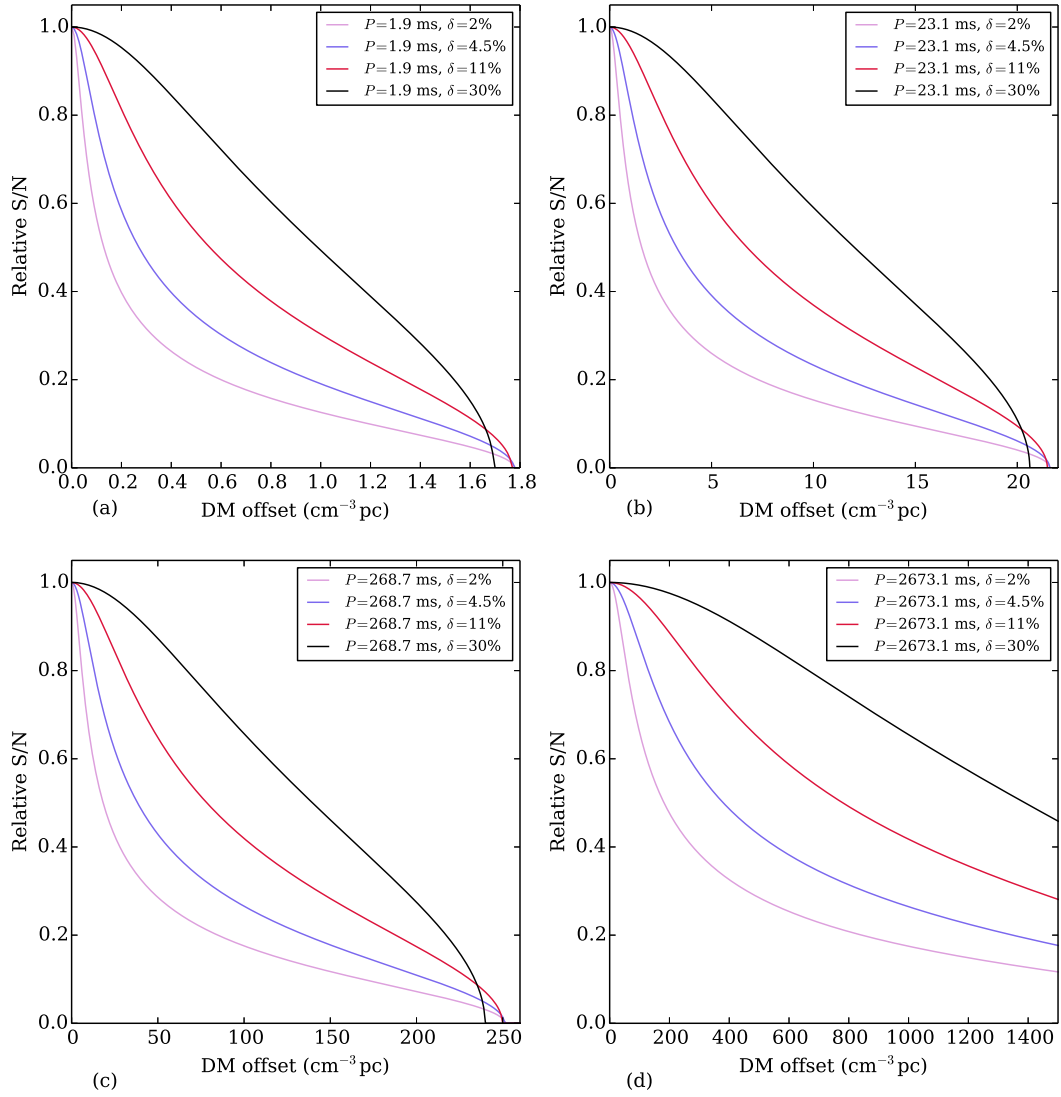 P=1.9 ms, δ=2%
P=1.9 ms, δ=4.5%
P=1.9 ms, δ=11%
P=1.9 ms, δ=30%
1.0
0.8
0.6
0.4
0.2
0.0
Relative S/N
0.0 0.2 0.4 0.6 0.8 1.0 1.2 1.4 1.6 1.8
(a) DM offset (cm⁻³ pc)
P=23.1 ms, δ=2%
P=23.1 ms, δ=4.5%
P=23.1 ms, δ=11%
P=23.1 ms, δ=30%
1.0
0.8
0.6
0.4
0.2
0.0
Relative S/N
0 5 10 15 20
(b) DM offset (cm⁻³ pc)
P=268.7 ms, δ=2%
P=268.7 ms, δ=4.5%
P=268.7 ms, δ=11%
P=268.7 ms, δ=30%
1.0
0.8
0.6
0.4
0.2
0.0
Relative S/N
0 50 100 150 200 250
DM offset (cm⁻³ pc)
(c)
P=2673.1 ms, δ=2%
P=2673.1 ms, δ=4.5%
P=2673.1 ms, δ=11%
P=2673.1 ms, δ=30%
1.0
0.8
0.6
0.4
0.2
0.0
Relative S/N
0 200 400 600 800 1000 1200 1400
DM offset (cm⁻³ pc)
(d)